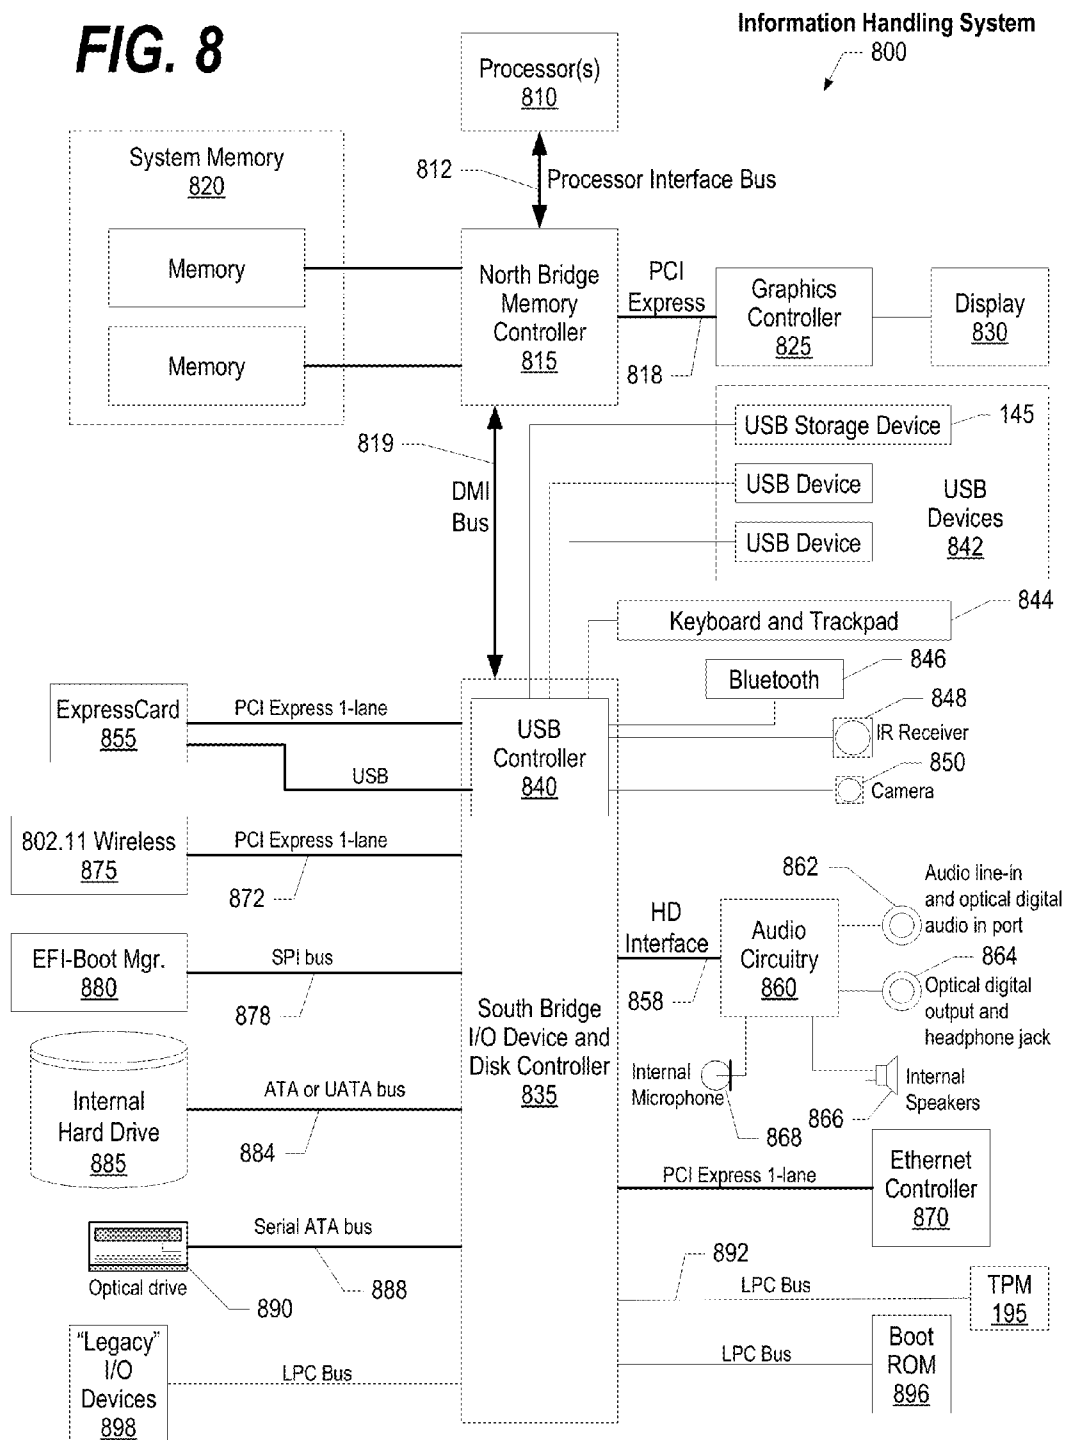 FIG. 8
Information Handling System
800
Processor(s)
810
812
Processor Interface Bus
System Memory
820
Memory
Memory
North Bridge
Memory
Controller
815
PCI
Express
818
Graphics
Controller
825
Display
830
819
DMI
Bus
USB Storage Device
145
USB Device
USB Device
USB
Devices
842
Keyboard and Trackpad
844
Bluetooth
846
848
IR Receiver
850
Camera
ExpressCard
855
PCI Express 1-lane
USB
USB
Controller
840
802.11 Wireless
875
PCI Express 1-lane
872
EFI-Boot Mgr.
880
SPI bus
878
Internal
Hard Drive
885
ATA or UATA bus
884
Optical drive
890
Serial ATA bus
888
"Legacy"
I/O
Devices
898
LPC Bus
South Bridge
I/O Device and
Disk Controller
835
HD
Interface
858
Audio
Circuitry
860
862
Audio line-in
and optical digital
audio in port
864
Optical digital
output and
headphone jack
Internal
Microphone
868
866
Internal
Speakers
PCI Express 1-lane
Ethernet
Controller
870
892
LPC Bus
TPM
195
LPC Bus
Boot
ROM
896